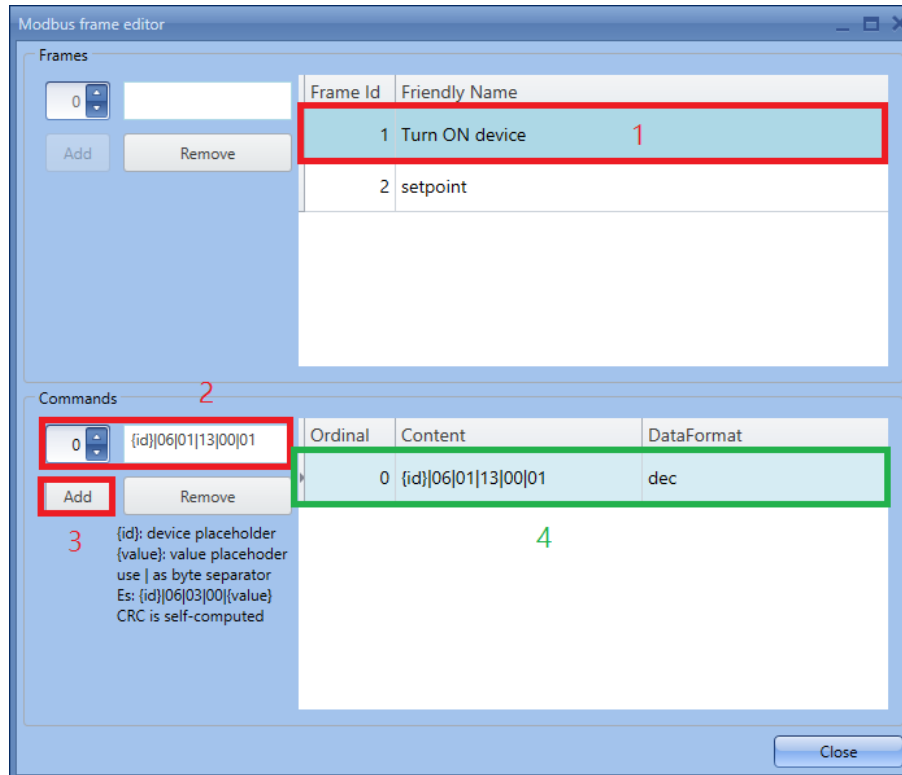 Modbus frame editor
Frames
0
Frame Id Friendly Name
1 Turn ON device 1
Add Remove
2 setpoint
Commands 2
0 {id}|06|01|13|00|01
Ordinal Content DataFormat
0 {id}|06|01|13|00|01 dec
Add Remove
3 4
{id}: device placeholder
{value}: value placehoder
use | as byte separator
Es: {id}|06|03|00|{value}
CRC is self-computed
Close